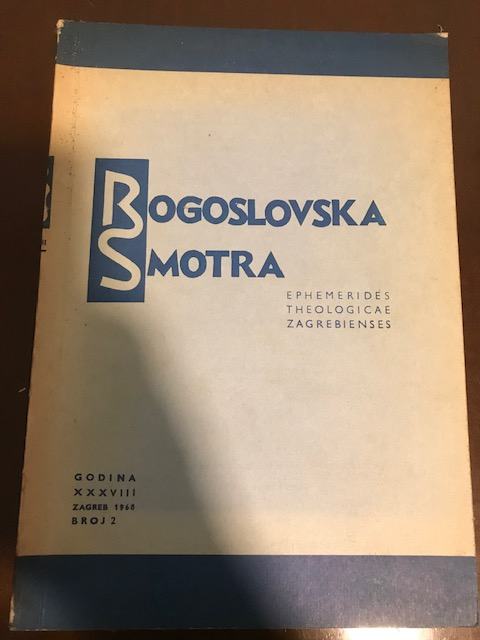 BOGOSLOVSKA
SMOTRA
EPHEMERIDES
THEOLOGICAE
ZAGREBIENSES
GODINA
XXXVIII
ZAGREB 1968
BROJ 2